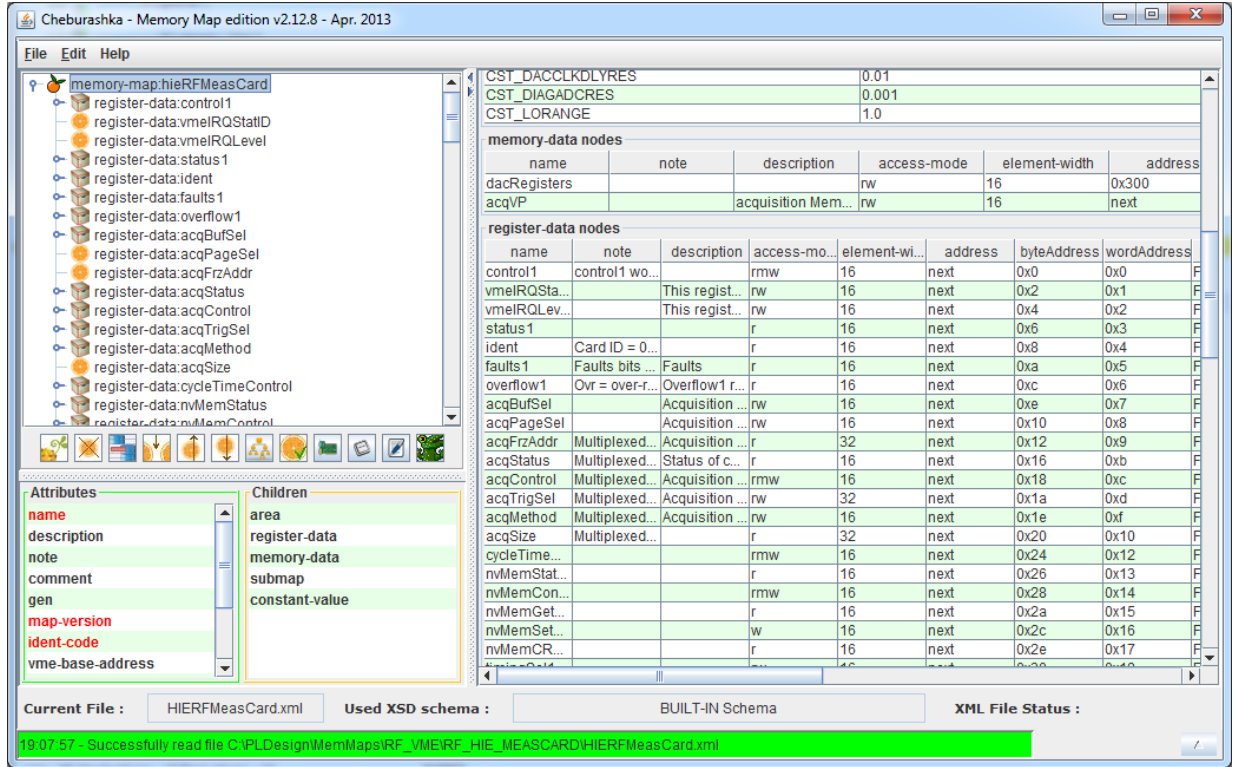 Cheburashka - Memory Map edition v2.12.8 - Apr. 2013
File Edit Help
memory-map:hieRFMeasCard
register-data:control1
register-data:vmeIRQStatID
register-data:vmeIRQLevel
register-data:status1
register-data:ident
register-data:faults1
register-data:overflow1
register-data:acqBufSel
register-data:acqPageSel
register-data:acqFrzAddr
register-data:acqStatus
register-data:acqControl
register-data:acqTrigSel
register-data:acqMethod
register-data:acqSize
register-data:cycleTimeControl
register-data:nvMemStatus
register-data:nvMemControl
Attributes
name
description
note
comment
gen
map-version
ident-code
vme-base-address
Children
area
register-data
memory-data
submap
constant-value
CST_DACCLKDLYRES 0.01
CST_DIAGADCRES 0.001
CST_LORANGE 1.0
memory-data nodes
name note description access-mode element-width address
dacRegisters rw 16 0x300
acqVP acquisition Mem... rw 16 next
register-data nodes
name note description access-mo... element-wi... address byteAddress wordAddress
control1 control1 wo... rmw 16 next 0x0 0x0 F
vmeIRQSta... This regist... rw 16 next 0x2 0x1 F
vmeIRQLev... This regist... rw 16 next 0x4 0x2 F
status1 r 16 next 0x6 0x3 F
ident Card ID = 0... r 16 next 0x8 0x4 F
faults1 Faults bits ... Faults r 16 next 0xa 0x5 F
overflow1 Ovr = over-r... Overflow1 r... r 16 next 0xc 0x6 F
acqBufSel Acquisition ... rw 16 next 0xe 0x7 F
acqPageSel Acquisition ... rw 16 next 0x10 0x8 F
acqFrzAddr Multiplexed... Acquisition ... r 32 next 0x12 0x9 F
acqStatus Multiplexed... Status of c... r 16 next 0x16 0xb F
acqControl Multiplexed... Acquisition ... rmw 16 next 0x18 0xc F
acqTrigSel Multiplexed... Acquisition ... rw 32 next 0x1a 0xd F
acqMethod Multiplexed... Acquisition ... rw 16 next 0x1e 0xf F
acqSize Multiplexed... r 32 next 0x20 0x10 F
cycleTime... rmw 16 next 0x24 0x12 F
nvMemStat... r 16 next 0x26 0x13 F
nvMemCon... rmw 16 next 0x28 0x14 F
nvMemGet... r 16 next 0x2a 0x15 F
nvMemSet... w 16 next 0x2c 0x16 F
nvMemCR... r 16 next 0x2e 0x17 F
Current File : HIERFMeasCard.xml Used XSD schema : BUILT-IN Schema XML File Status :
19:07:57 - Successfully read file C:\PLDesign\MemMaps\RF_VME\RF_HIE_MEASCARD\HIERFMeasCard.xml